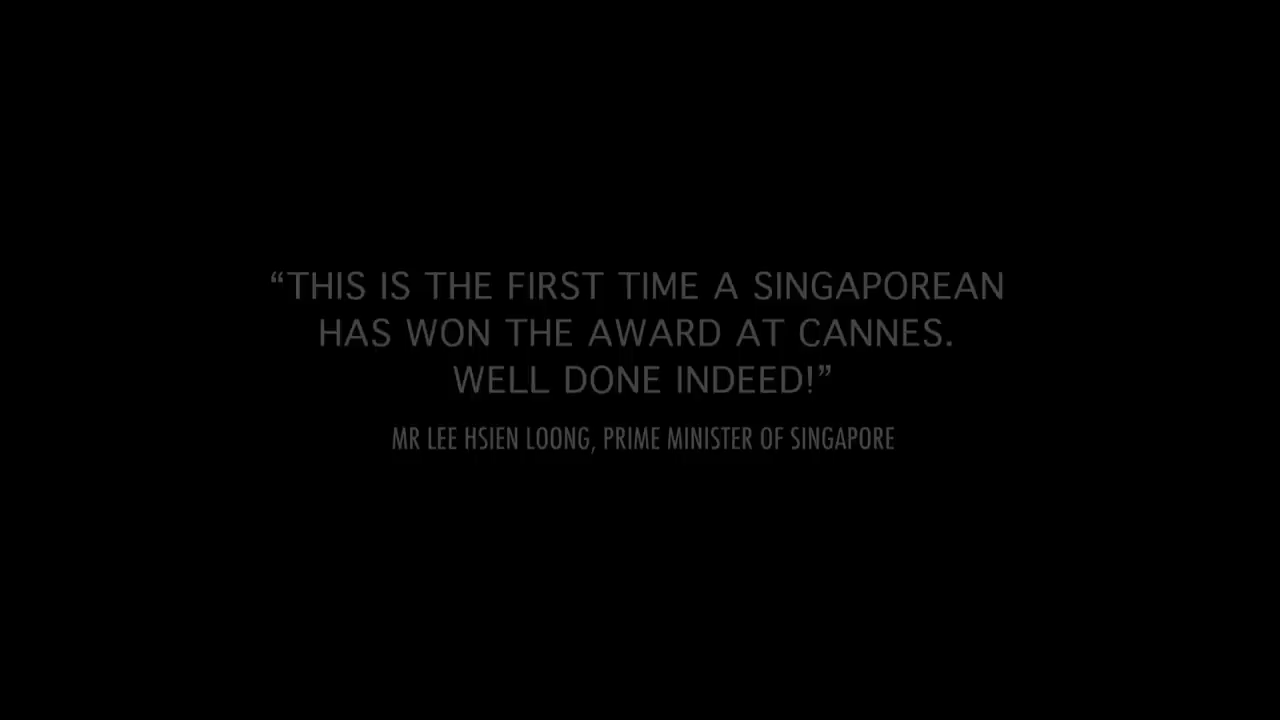 “THIS IS THE FIRST TIME A SINGAPOREAN
HAS WON THE AWARD AT CANNES.
WELL DONE INDEED!”
MR LEE HSIEN LOONG, PRIME MINISTER OF SINGAPORE